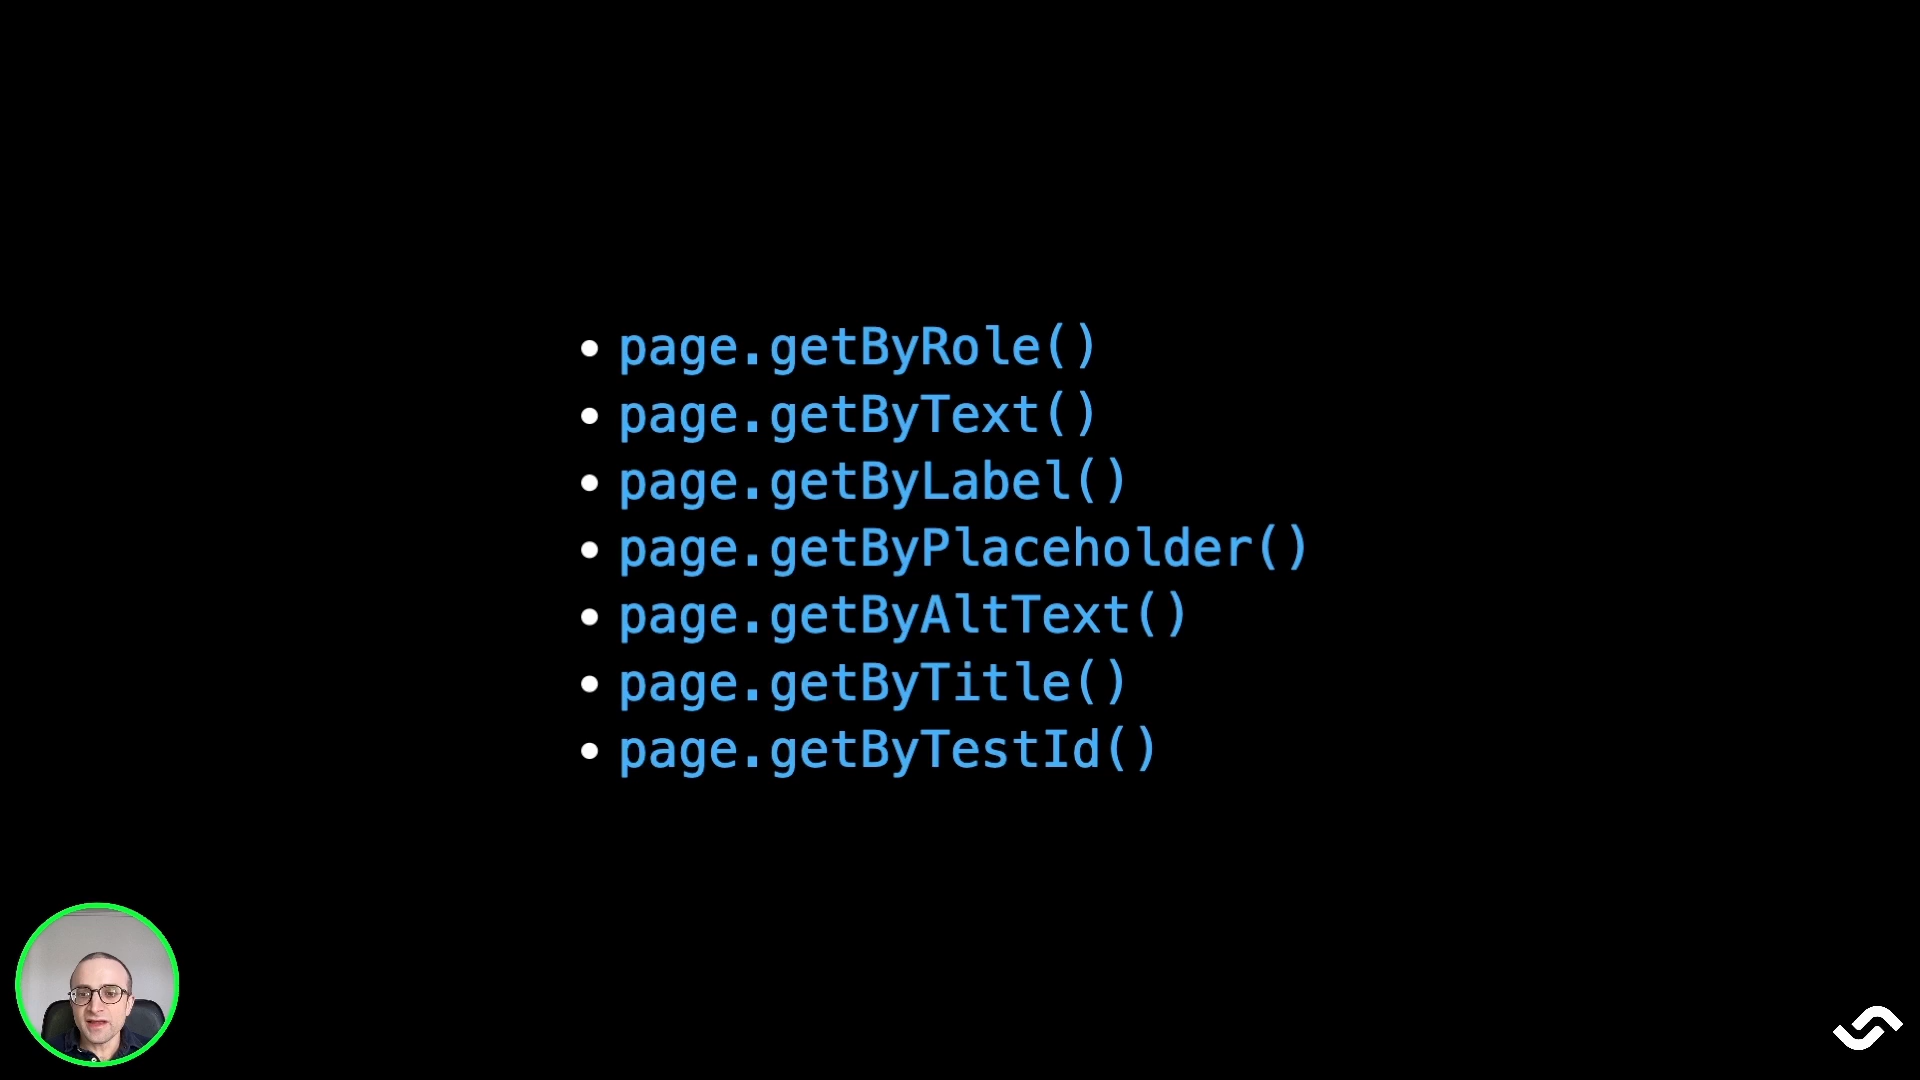 • page.getByRole()
• page.getByText()
• page.getByLabel()
• page.getByPlaceholder()
• page.getByAltText()
• page.getByTitle()
• page.getByTestId()